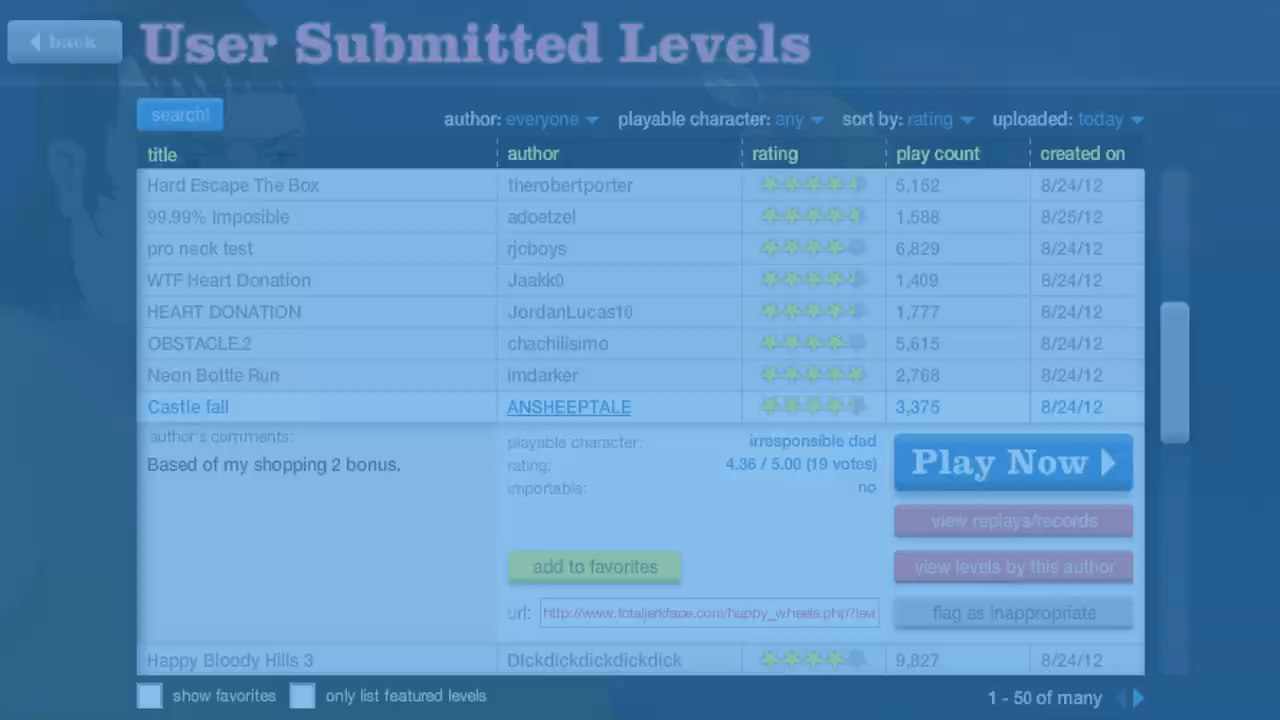 back User Submitted Levels
search!
author: everyone playable character: any sort by: rating uploaded: today
title author rating play count created on
Hard Escape The Box therobertporter 5,152 8/24/12
99.99% Imposible adoetzel 1,588 8/25/12
pro neck test rjcboys 6,829 8/24/12
WTF Heart Donation Jaakk0 1,409 8/24/12
HEART DONATION JordanLucas10 1,777 8/24/12
OBSTACLE.2 chachilisimo 5,615 8/24/12
Neon Bottle Run imdarker 2,768 8/24/12
Castle fall ANSHEEPTALE 3,375 8/24/12
author's comments:
Based of my shopping 2 bonus.
playable character: irresponsible dad
rating: 4.36 / 5.00 (19 votes)
importable: no
Play Now
view replays/records
add to favorites
view levels by this author
url: http://www.totaljerkface.com/happy_wheels.php?leve
flag as inappropriate
Happy Bloody Hills 3 DIckdickdickdickdick 9,827 8/24/12
show favorites only list featured levels 1 - 50 of many